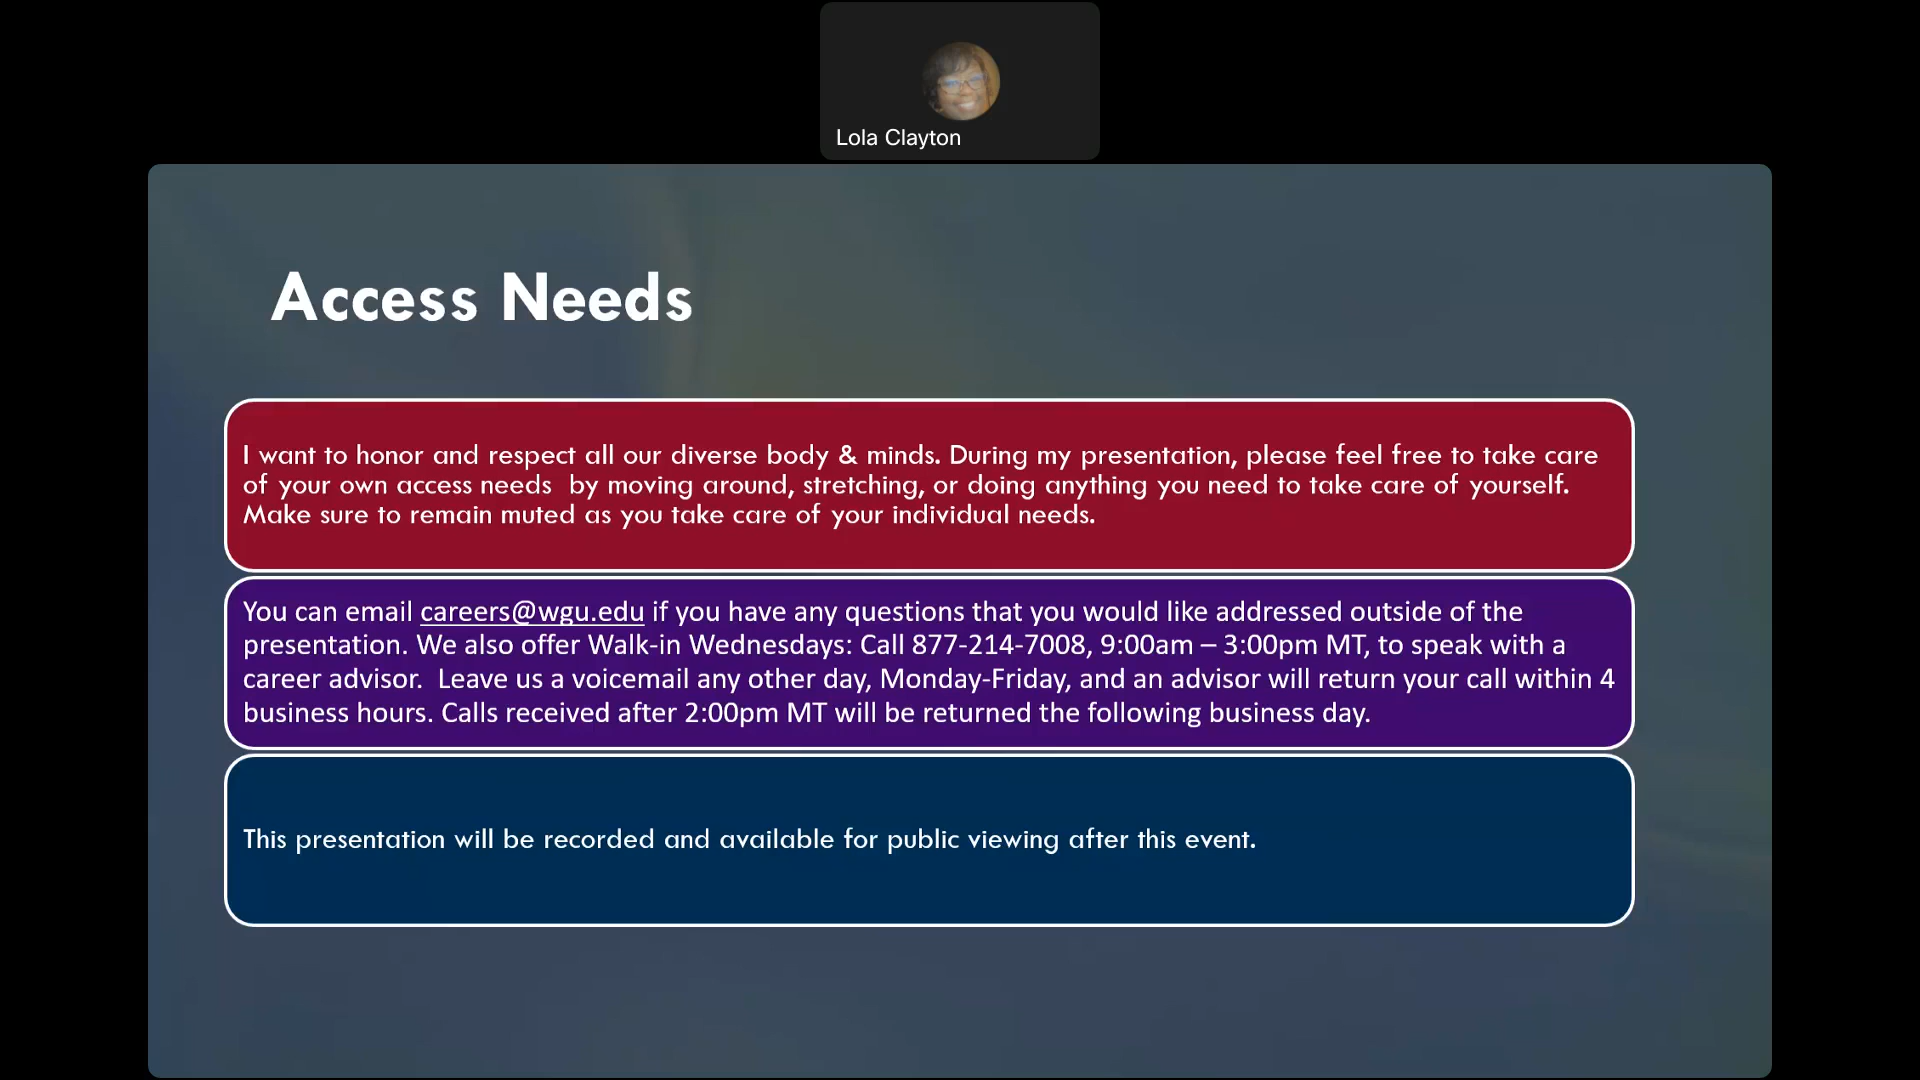 Lola Clayton
Access Needs
I want to honor and respect all our diverse body & minds. During my presentation, please feel free to take care
of your own access needs  by moving around, stretching, or doing anything you need to take care of yourself.
Make sure to remain muted as you take care of your individual needs.
You can email careers@wgu.edu if you have any questions that you would like addressed outside of the
presentation. We also offer Walk-in Wednesdays: Call 877-214-7008, 9:00am – 3:00pm MT, to speak with a
career advisor.  Leave us a voicemail any other day, Monday-Friday, and an advisor will return your call within 4
business hours. Calls received after 2:00pm MT will be returned the following business day.
This presentation will be recorded and available for public viewing after this event.